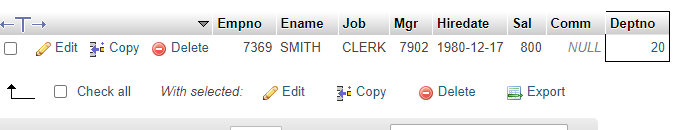 Empno Ename Job Mgr Hiredate Sal Comm Deptno
Edit Copy Delete 7369 SMITH CLERK 7902 1980-12-17 800 NULL 20
Check all With selected: Edit Copy Delete Export